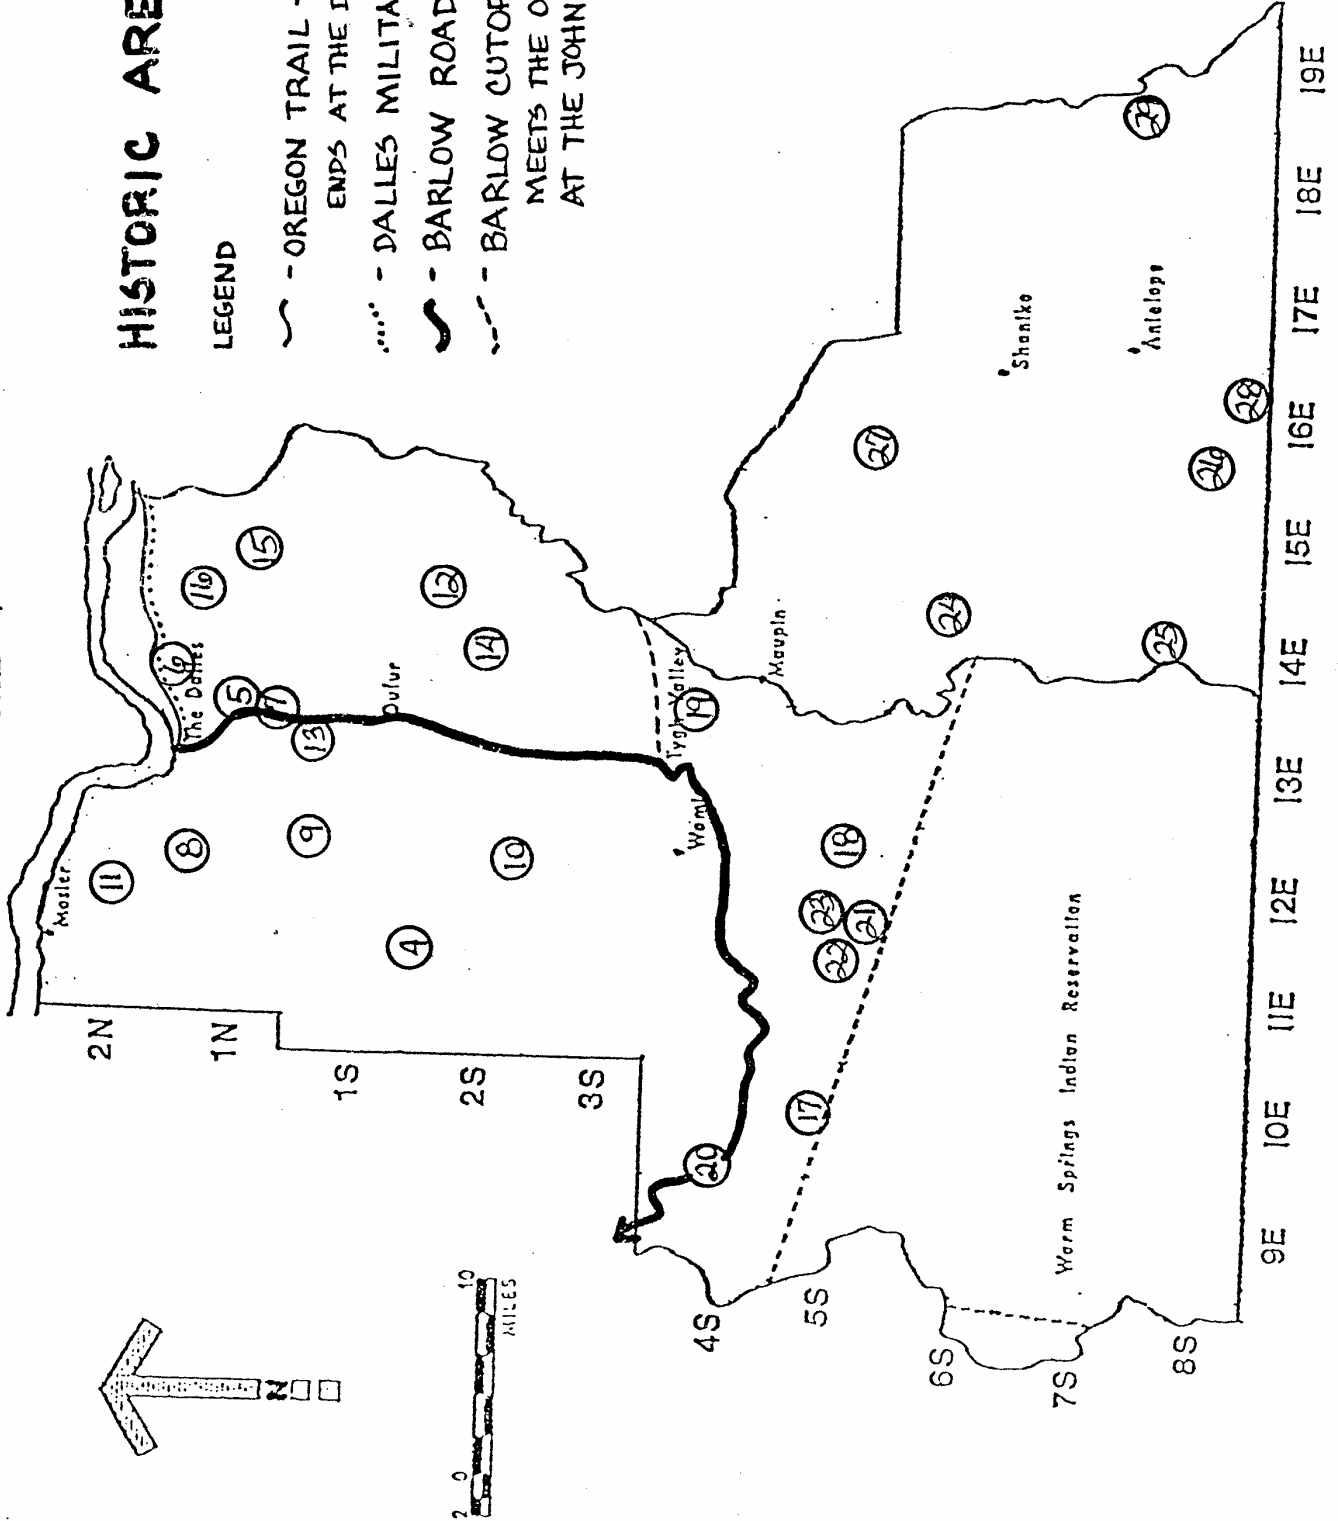 HISTORIC ARE
LEGEND
- OREGON TRAIL -
ENDS AT THE D
- DALLES MILITA
- BARLOW ROAD
- BARLOW CUTOF
MEETS THE O
AT THE JOHN
N
2 0 10
MILES
2N
1N
1S
2S
3S
4S
5S
6S
7S
8S
9E
10E
11E
12E
13E
14E
15E
16E
17E
18E
19E
Mosier
The Dalles
Dufur
Tygh Valley
Wamic
Maupin
Shaniko
Antelope
Warm Springs Indian Reservation
4
5
6
7
8
9
10
11
12
13
14
15
16
17
18
19
20
21
22
23
24
25
26
27
28
29